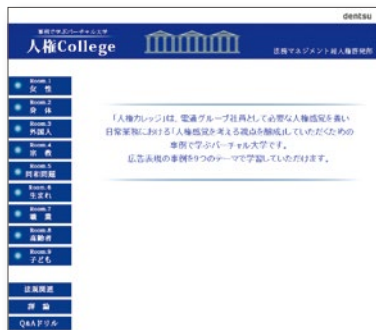 dentsu
事例で学ぶバーチャル大学
人権College
法務マネジメント局人権啓発部
Room.1
女 性
Room.2
身 体
Room.3
外国人
Room.4
宗 教
Room.5
同和問題
Room.6
生まれ
Room.7
職 業
Room.8
高齢者
Room.9
子ども
法規関連
評 論
Q&Aドリル
「人権カレッジ」は、電通グループ社員として必要な人権感覚を養い
日常業務における「人権感覚を考える視点を醸成」していただくための
事例で学ぶバーチャル大学です。
広告表現の事例を9つのテーマで学習していただけます。